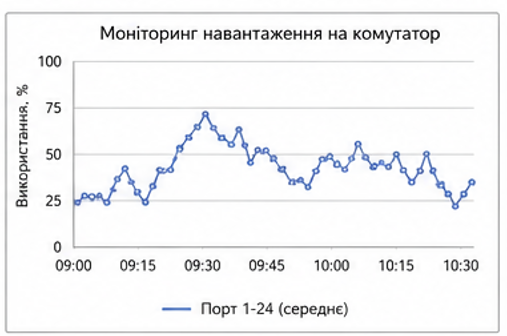 Моніторинг навантаження на комутатор
Використання, %
100
75
50
25
0
09:00 09:15 09:30 09:45 10:00 10:15 10:30
Порт 1-24 (середнє)